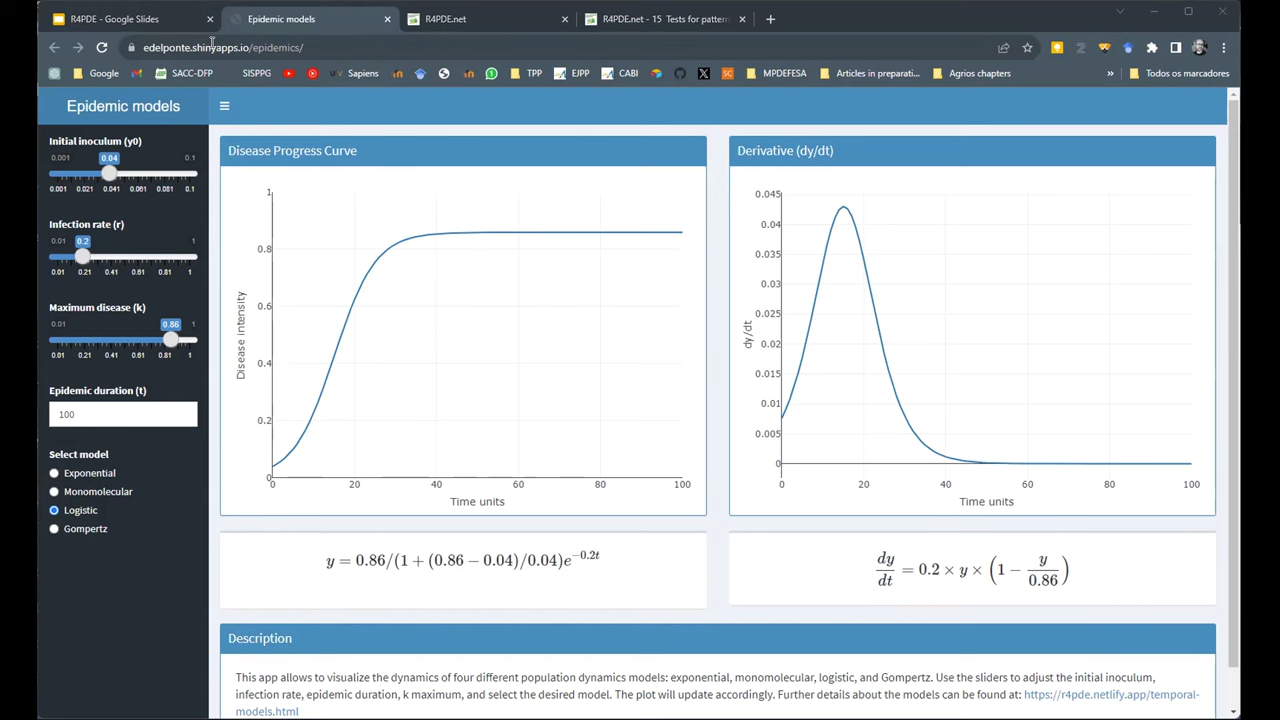 R4PDE - Google Slides
Epidemic models
R4PDE.net
R4PDE.net - 15 Tests for pattern
edelponte.shinyapps.io/epidemics/
Google
SACC-DFP
SISPPG
Sapiens
TPP
EJPP
CABI
MPDEFESA
Articles in preparati...
Agrios chapters
»
Todos os marcadores
Epidemic models
Initial inoculum (y0)
0.001 0.04 0.1
0.001 0.021 0.041 0.061 0.081 0.1
Infection rate (r)
0.01 0.2 1
0.01 0.21 0.41 0.61 0.81 1
Maximum disease (k)
0.01 0.86 1
0.01 0.21 0.41 0.61 0.81 1
Epidemic duration (t)
100
Select model
Exponential
Monomolecular
Logistic
Gompertz
Disease Progress Curve
1
0.8
0.6
0.4
0.2
0
Disease intensity
0 20 40 60 80 100
Time units
y = 0.86/(1 + (0.86 − 0.04)/0.04)e^−0.2t
Derivative (dy/dt)
0.045
0.04
0.035
0.03
0.025
0.02
0.015
0.01
0.005
0
dy/dt
0 20 40 60 80 100
Time units
dy/dt = 0.2 × y × (1 − y/0.86)
Description
This app allows to visualize the dynamics of four different population dynamics models: exponential, monomolecular, logistic, and Gompertz. Use the sliders to adjust the initial inoculum,
infection rate, epidemic duration, k maximum, and select the desired model. The plot will update accordingly. Further details about the models can be found at: https://r4pde.netlify.app/temporal-
models.html